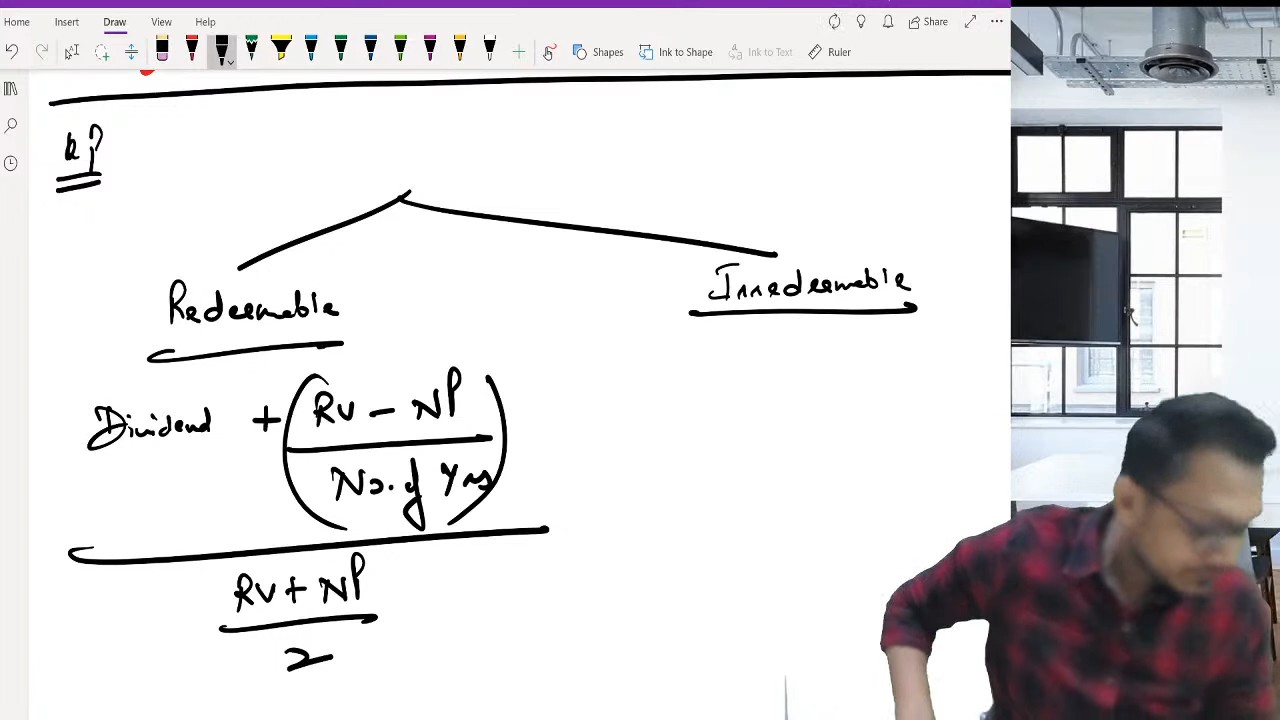 Home Insert Draw View Help Share
Shapes Ink to Shape Ink to Text Ruler
kp
Redeemable Irredeemable
Dividend + (RV - NP
No. of Yrs)
RV + NP
2